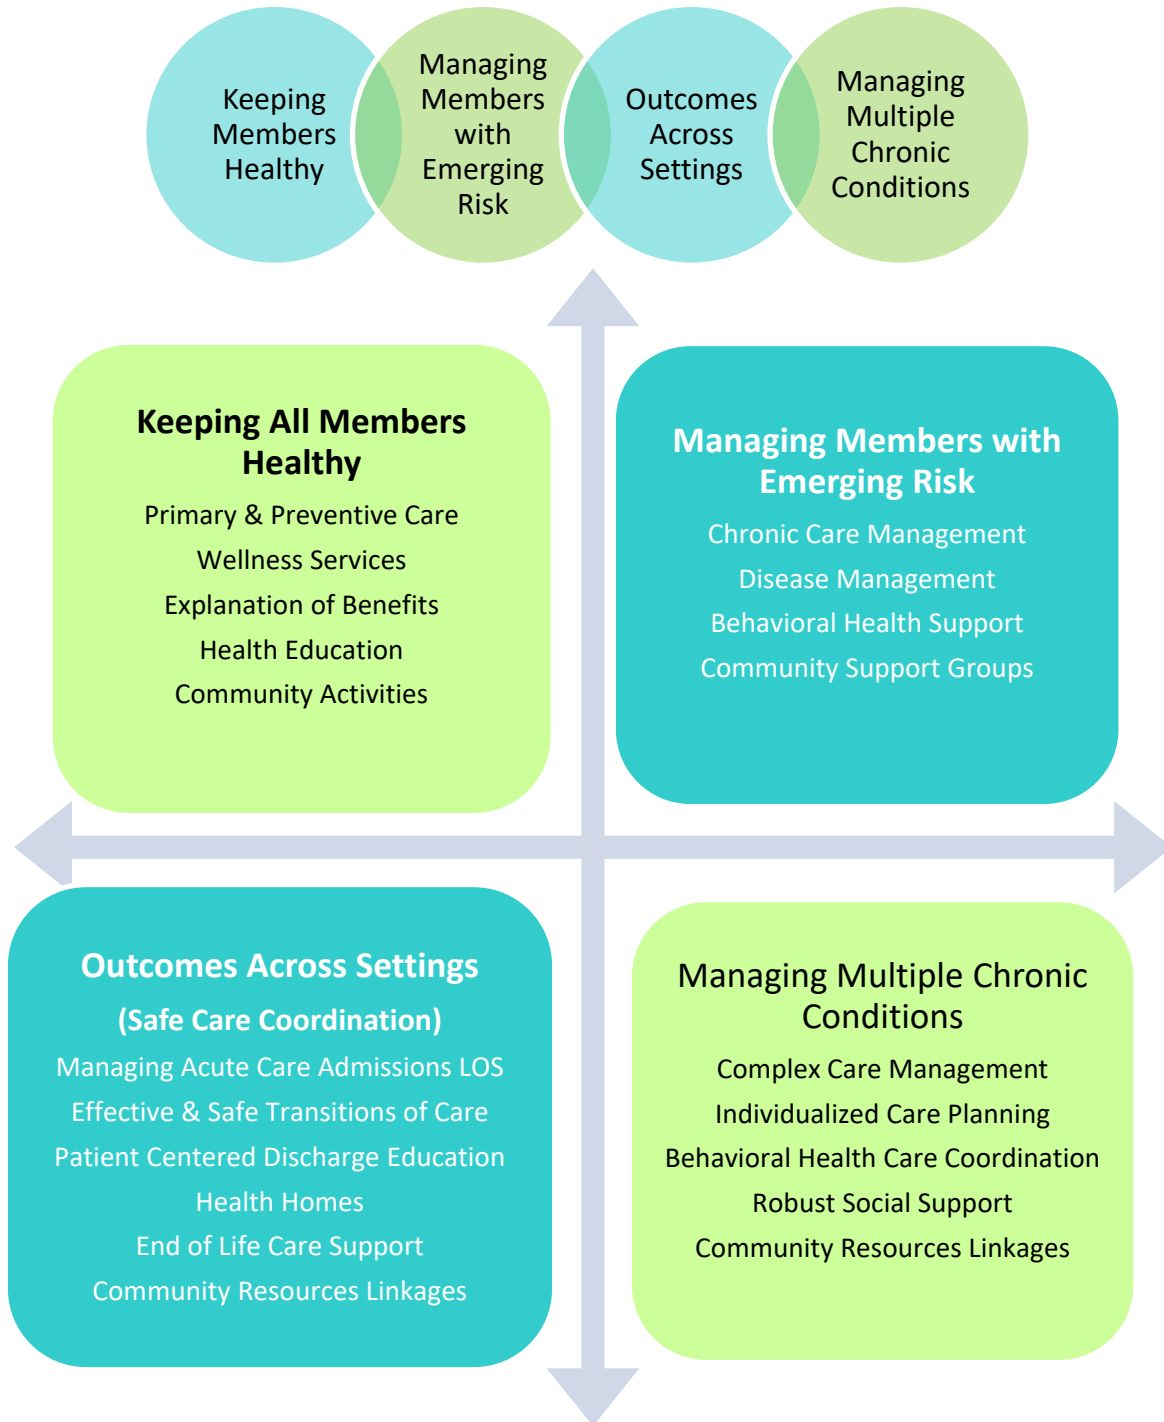 Keeping
Members
Healthy
Managing
Members
with
Emerging
Risk
Outcomes
Across
Settings
Managing
Multiple
Chronic
Conditions
Keeping All Members
Healthy
Primary & Preventive Care
Wellness Services
Explanation of Benefits
Health Education
Community Activities
Managing Members with
Emerging Risk
Chronic Care Management
Disease Management
Behavioral Health Support
Community Support Groups
Outcomes Across Settings
(Safe Care Coordination)
Managing Acute Care Admissions LOS
Effective & Safe Transitions of Care
Patient Centered Discharge Education
Health Homes
End of Life Care Support
Community Resources Linkages
Managing Multiple Chronic
Conditions
Complex Care Management
Individualized Care Planning
Behavioral Health Care Coordination
Robust Social Support
Community Resources Linkages